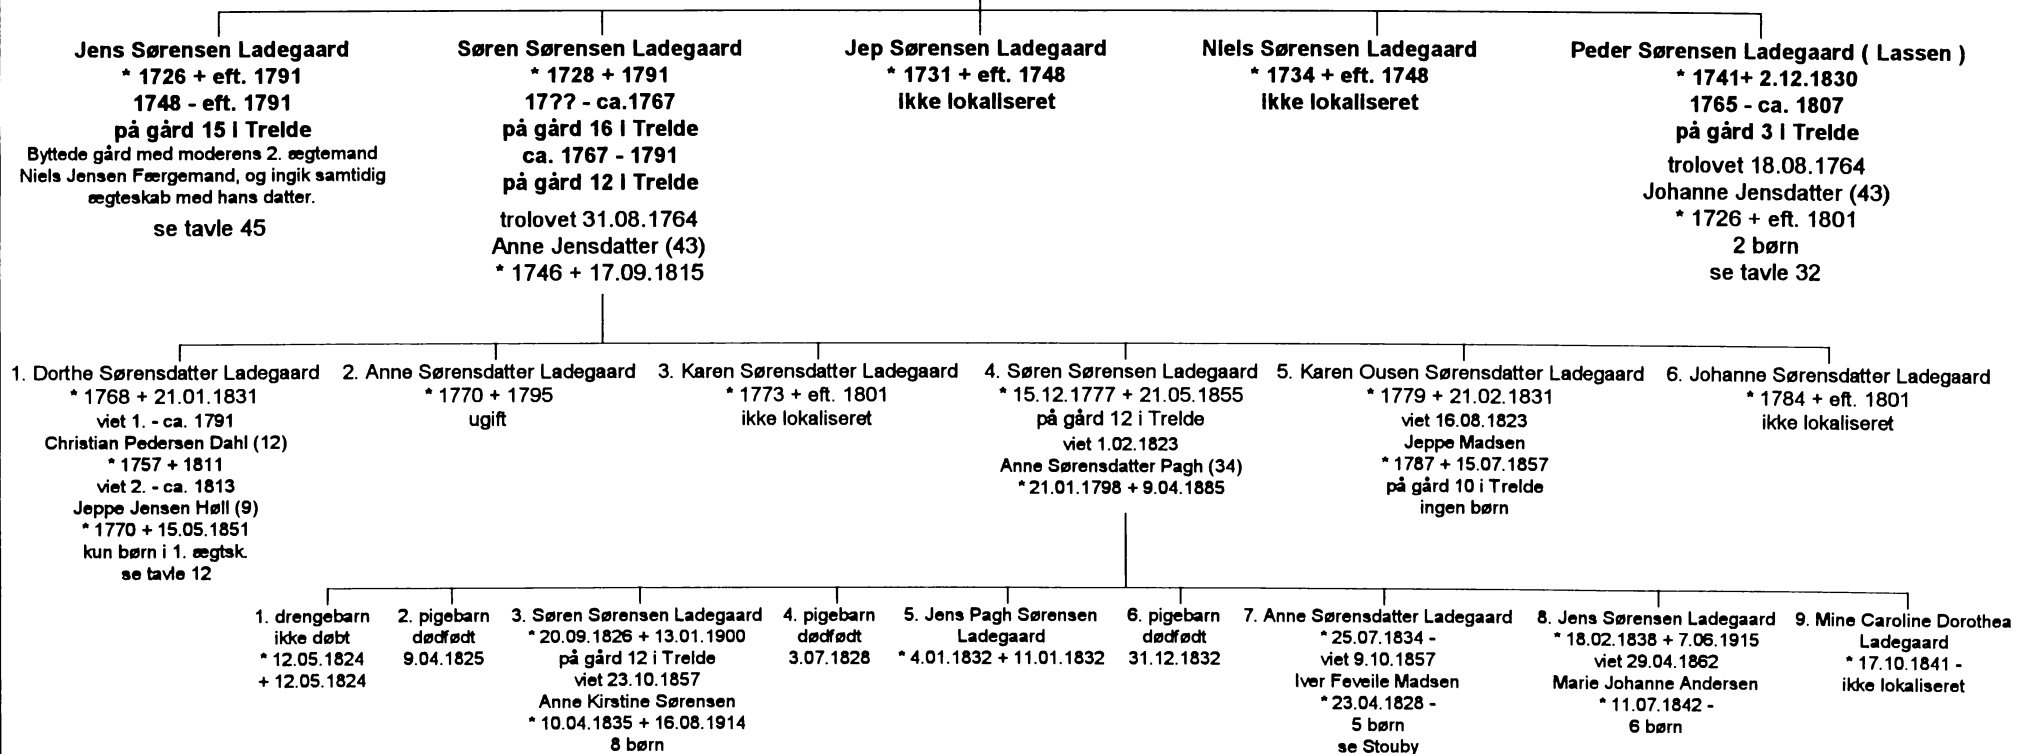 Jens Sørensen Ladegaard
* 1726 + eft. 1791
1748 - eft. 1791
på gård 15 i Trelde
Byttede gård med moderens 2. ægtemand
Niels Jensen Færgemand, og ingik samtidig
ægteskab med hans datter.
se tavle 45
Søren Sørensen Ladegaard
* 1728 + 1791
17?? - ca.1767
på gård 16 i Trelde
ca. 1767 - 1791
på gård 12 i Trelde
trolovet 31.08.1764
Anne Jensdatter (43)
* 1746 + 17.09.1815
Jep Sørensen Ladegaard
* 1731 + eft. 1748
ikke lokaliseret
Niels Sørensen Ladegaard
* 1734 + eft. 1748
ikke lokaliseret
Peder Sørensen Ladegaard ( Lassen )
* 1741+ 2.12.1830
1765 - ca. 1807
på gård 3 i Trelde
trolovet 18.08.1764
Johanne Jensdatter (43)
* 1726 + eft. 1801
2 børn
se tavle 32
1. Dorthe Sørensdatter Ladegaard
* 1768 + 21.01.1831
viet 1. - ca. 1791
Christian Pedersen Dahl (12)
* 1757 + 1811
viet 2. - ca. 1813
Jeppe Jensen Høll (9)
* 1770 + 15.05.1851
kun børn i 1. ægtsk.
se tavle 12
2. Anne Sørensdatter Ladegaard
* 1770 + 1795
ugift
3. Karen Sørensdatter Ladegaard
* 1773 + eft. 1801
ikke lokaliseret
4. Søren Sørensen Ladegaard
* 15.12.1777 + 21.05.1855
på gård 12 i Trelde
viet 1.02.1823
Anne Sørensdatter Pagh (34)
* 21.01.1798 + 9.04.1885
5. Karen Ousen Sørensdatter Ladegaard
* 1779 + 21.02.1831
viet 16.08.1823
Jeppe Madsen
* 1787 + 15.07.1857
på gård 10 i Trelde
ingen børn
6. Johanne Sørensdatter Ladegaard
* 1784 + eft. 1801
ikke lokaliseret
1. drengebarn
ikke døbt
* 12.05.1824
+ 12.05.1824
2. pigebarn
dødfødt
9.04.1825
3. Søren Sørensen Ladegaard
* 20.09.1826 + 13.01.1900
på gård 12 i Trelde
viet 23.10.1857
Anne Kirstine Sørensen
* 10.04.1835 + 16.08.1914
8 børn
4. pigebarn
dødfødt
3.07.1828
5. Jens Pagh Sørensen
Ladegaard
* 4.01.1832 + 11.01.1832
6. pigebarn
dødfødt
31.12.1832
7. Anne Sørensdatter Ladegaard
* 25.07.1834 -
viet 9.10.1857
Iver Feveile Madsen
* 23.04.1828 -
5 børn
se Stouby
8. Jens Sørensen Ladegaard
* 18.02.1838 + 7.06.1915
viet 29.04.1862
Marie Johanne Andersen
* 11.07.1842 -
6 børn
9. Mine Caroline Dorothea
Ladegaard
* 17.10.1841 -
ikke lokaliseret